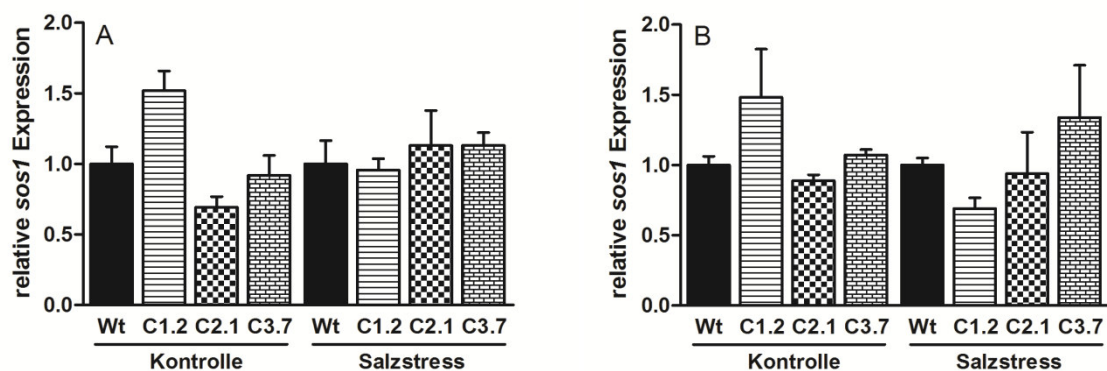 A
relative sos1 Expression
2.0
1.5
1.0
0.5
0.0
Wt C1.2 C2.1 C3.7 Wt C1.2 C2.1 C3.7
Kontrolle Salzstress
B
relative sos1 Expression
2.0
1.5
1.0
0.5
0.0
Wt C1.2 C2.1 C3.7 Wt C1.2 C2.1 C3.7
Kontrolle Salzstress